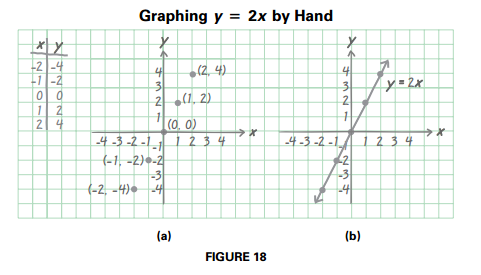 Graphing y = 2x by Hand
x y
-2 -4
-1 -2
0 0
1 2
2 4
y
4 (2, 4)
3
2 (1, 2)
1
(0, 0)
-4 -3 -2 -1 1 2 3 4 x
-1
(-1, -2) -2
-3
(-2, -4) -4
y
4
3
y = 2x
2
1
-4 -3 -2 -1 1 2 3 4 x
-1
-2
-3
-4
(a) (b)
FIGURE 18